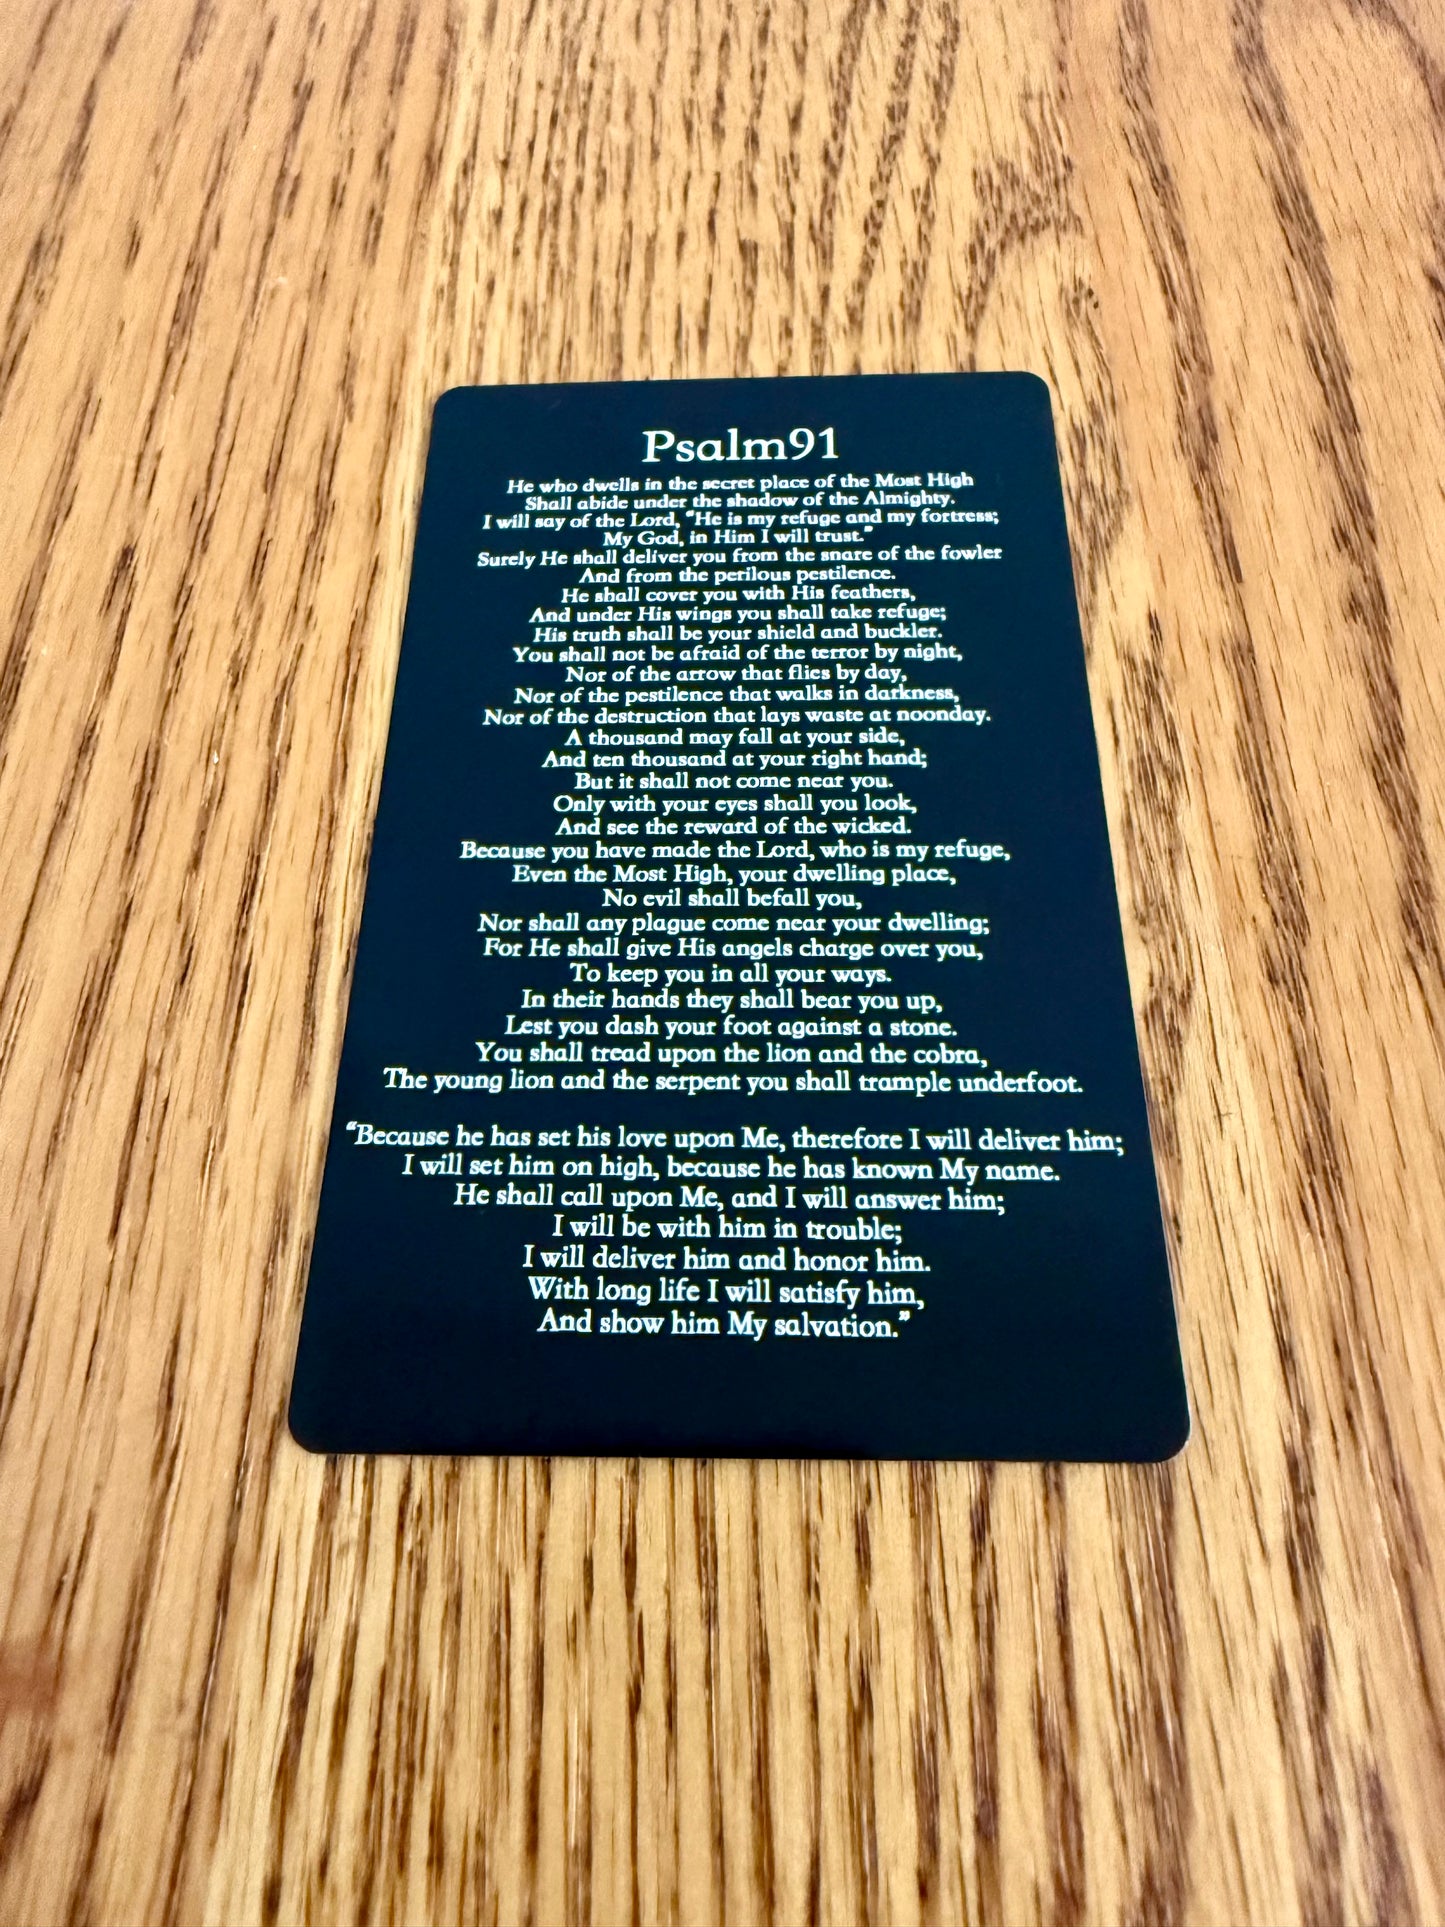 Psalm91
He who dwells in the secret place of the Most High
Shall abide under the shadow of the Almighty.
I will say of the Lord, “He is my refuge and my fortress;
My God, in Him I will trust.”
Surely He shall deliver you from the snare of the fowler
And from the perilous pestilence.
He shall cover you with His feathers,
And under His wings you shall take refuge;
His truth shall be your shield and buckler.
You shall not be afraid of the terror by night,
Nor of the arrow that flies by day,
Nor of the pestilence that walks in darkness,
Nor of the destruction that lays waste at noonday.
A thousand may fall at your side,
And ten thousand at your right hand;
But it shall not come near you.
Only with your eyes shall you look,
And see the reward of the wicked.
Because you have made the Lord, who is my refuge,
Even the Most High, your dwelling place,
No evil shall befall you,
Nor shall any plague come near your dwelling;
For He shall give His angels charge over you,
To keep you in all your ways.
In their hands they shall bear you up,
Lest you dash your foot against a stone.
You shall tread upon the lion and the cobra,
The young lion and the serpent you shall trample underfoot.
“Because he has set his love upon Me, therefore I will deliver him;
I will set him on high, because he has known My name.
He shall call upon Me, and I will answer him;
I will be with him in trouble;
I will deliver him and honor him.
With long life I will satisfy him,
And show him My salvation.”